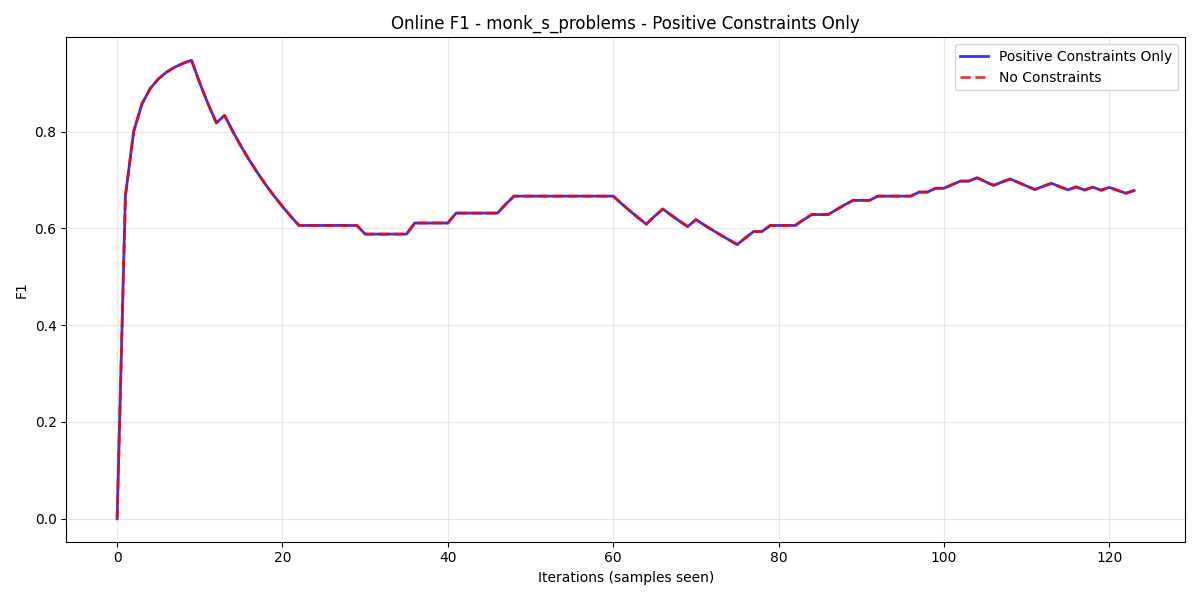 Online F1 - monk_s_problems - Positive Constraints Only
Positive Constraints Only
No Constraints
F1
0.8
0.6
0.4
0.2
0.0
0 20 40 60 80 100 120
Iterations (samples seen)